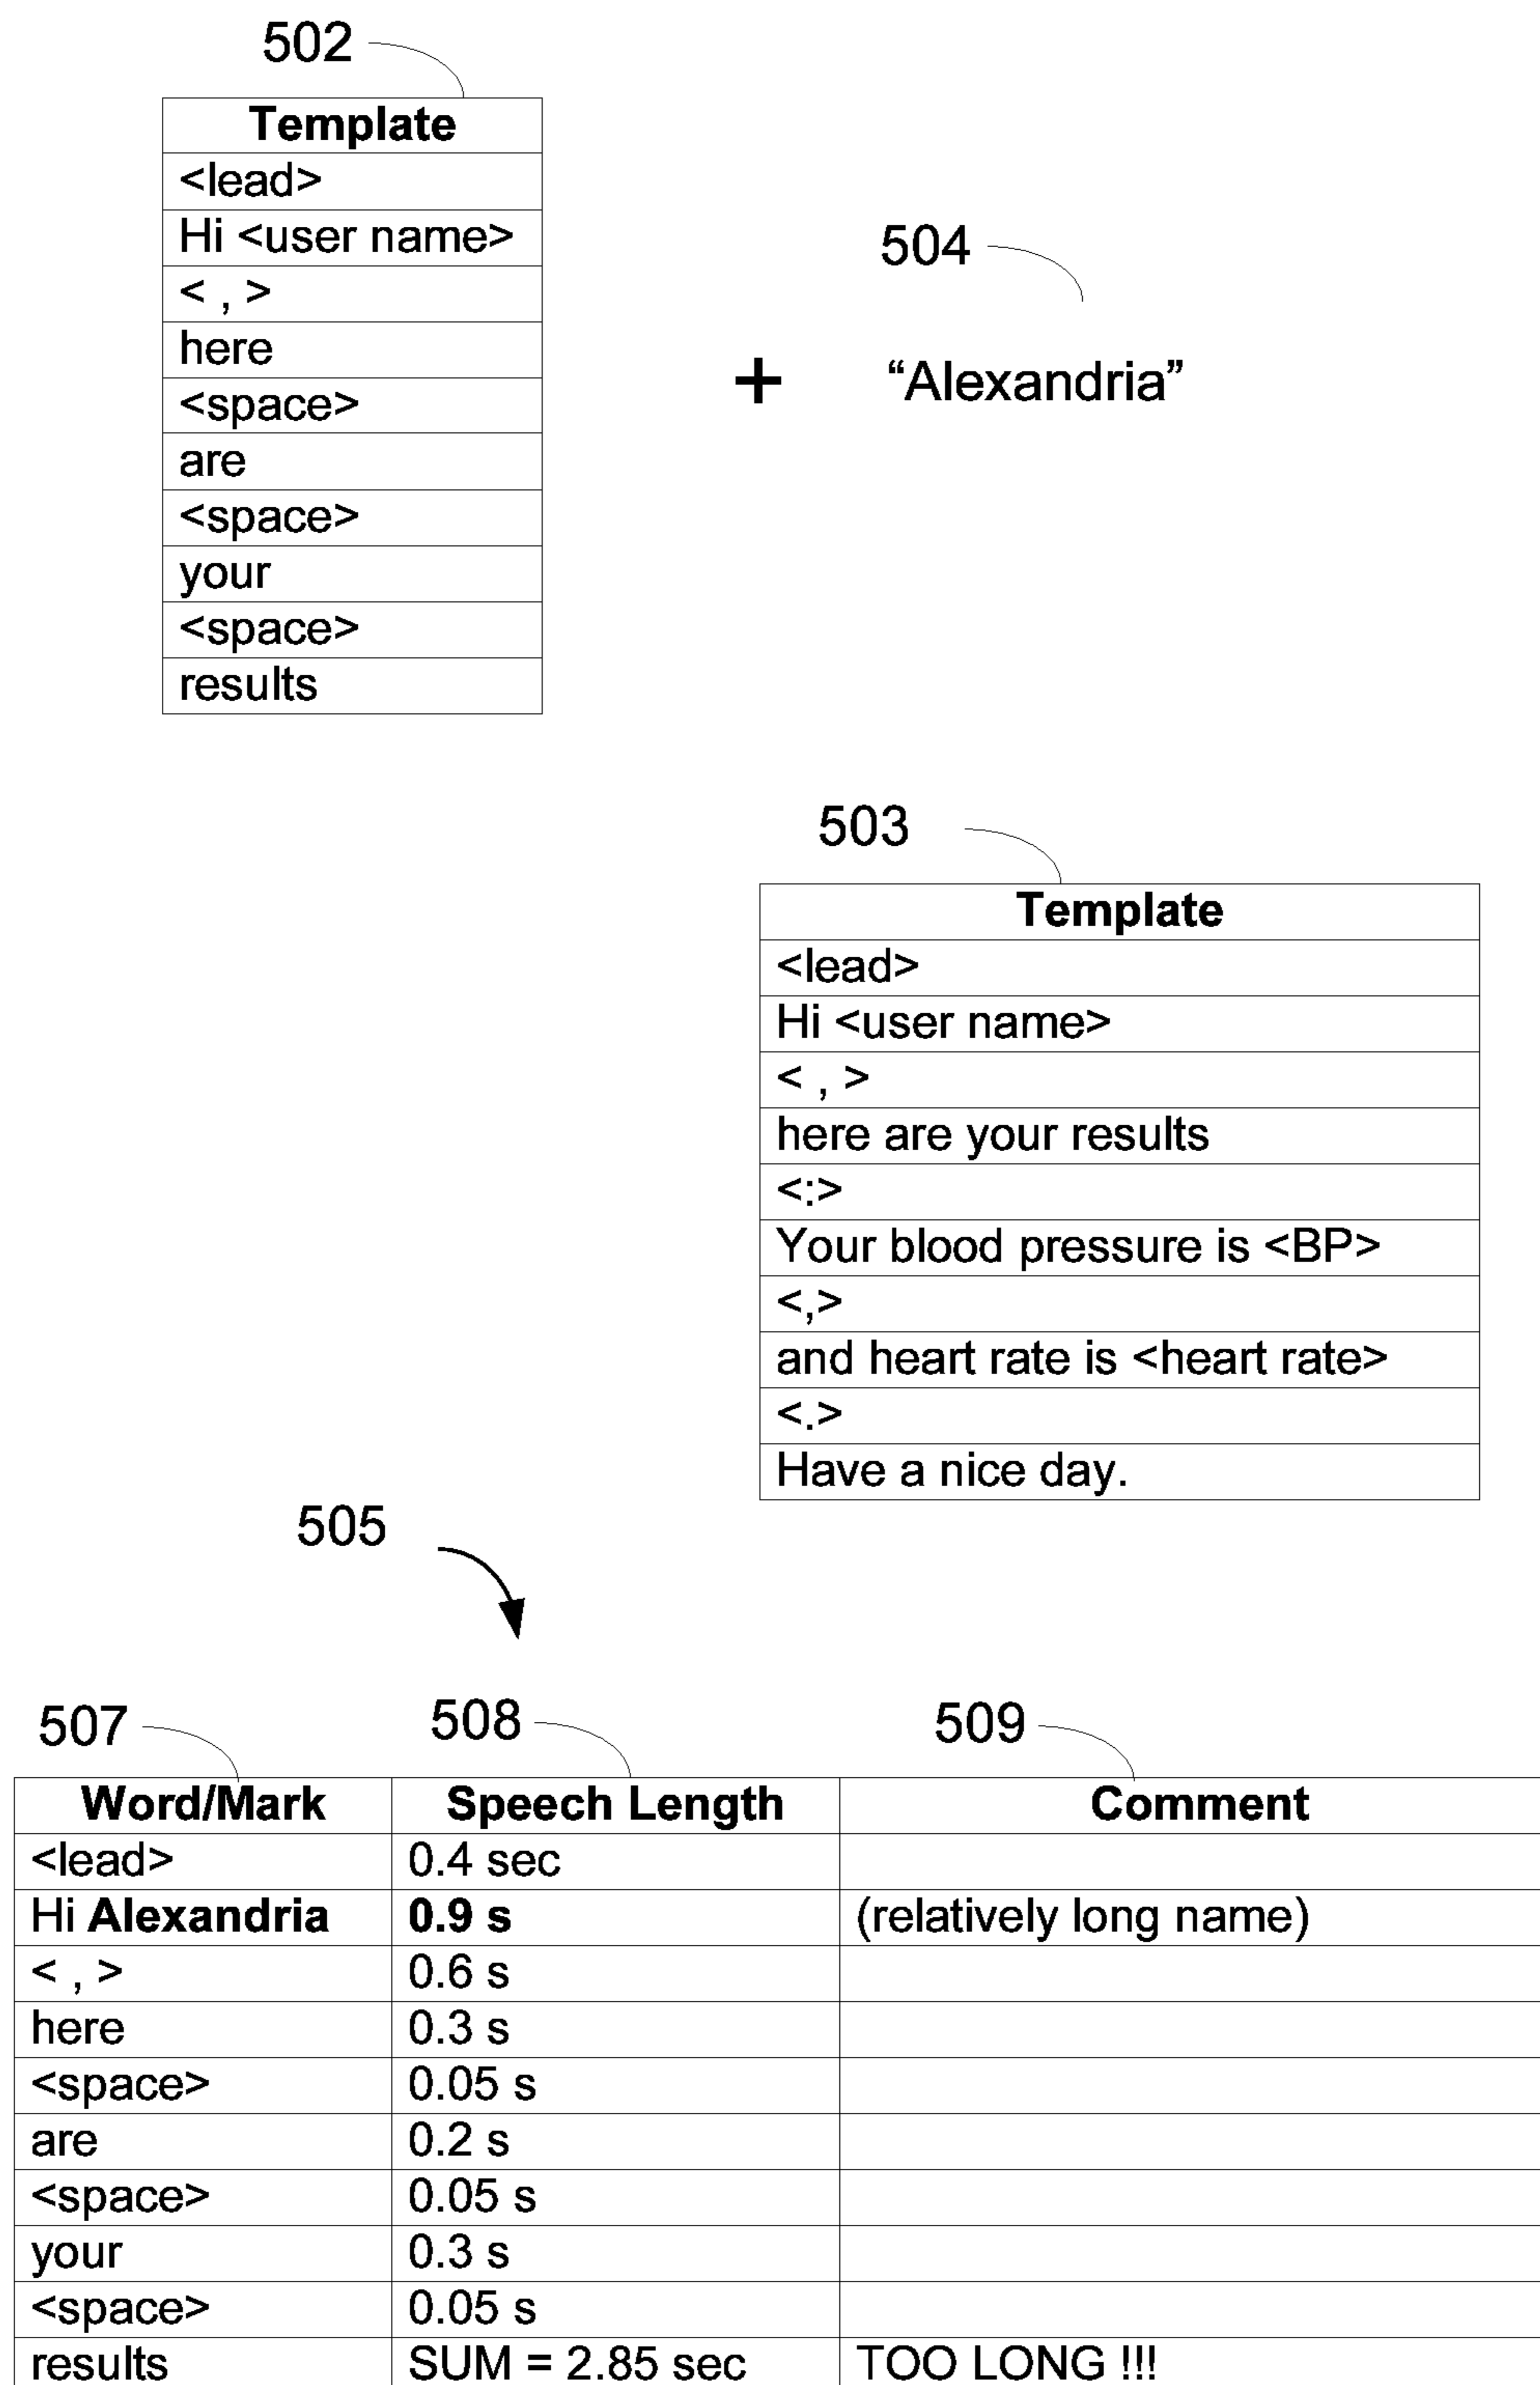 502
Template
<lead>
Hi <user name>
< , >
here
<space>
are
<space>
your
<space>
results
504
+ “Alexandria”
503
Template
<lead>
Hi <user name>
< , >
here are your results
<:>
Your blood pressure is <BP>
<,>
and heart rate is <heart rate>
<.>
Have a nice day.
505
507 508 509
Word/Mark Speech Length Comment
<lead> 0.4 sec
Hi Alexandria 0.9 s (relatively long name)
< , > 0.6 s
here 0.3 s
<space> 0.05 s
are 0.2 s
<space> 0.05 s
your 0.3 s
<space> 0.05 s
results SUM = 2.85 sec TOO LONG !!!